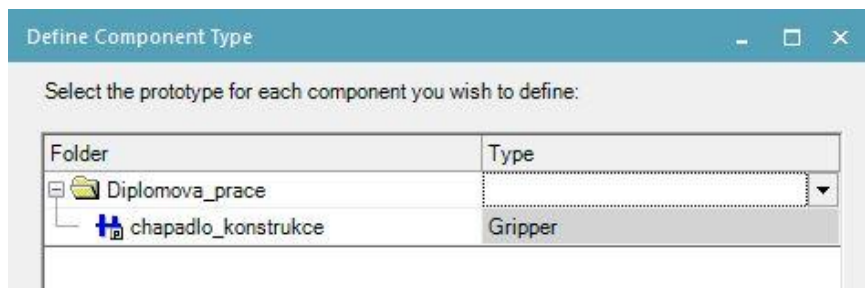 Define Component Type
Select the prototype for each component you wish to define:
Folder Type
Diplomova_prace
chapadlo_konstrukce Gripper